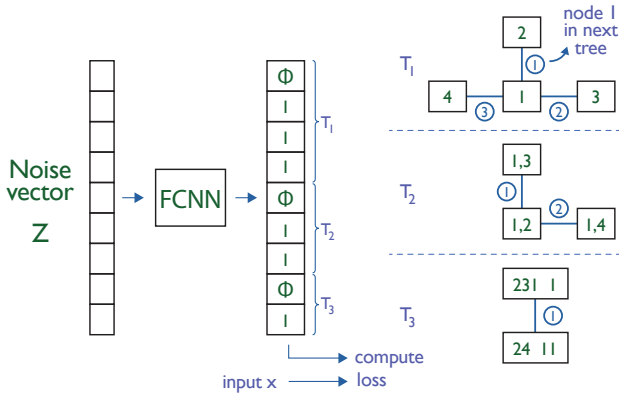 Noise
vector
Z
FCNN
Φ
I
I
I
Φ
I
I
Φ
I
T1
T2
T3
compute
input x
loss
node 1
in next
tree
T1
2
1
4
1
3
3
2
T2
1,3
1
2
1,2
1,4
T3
231 1
1
24 11